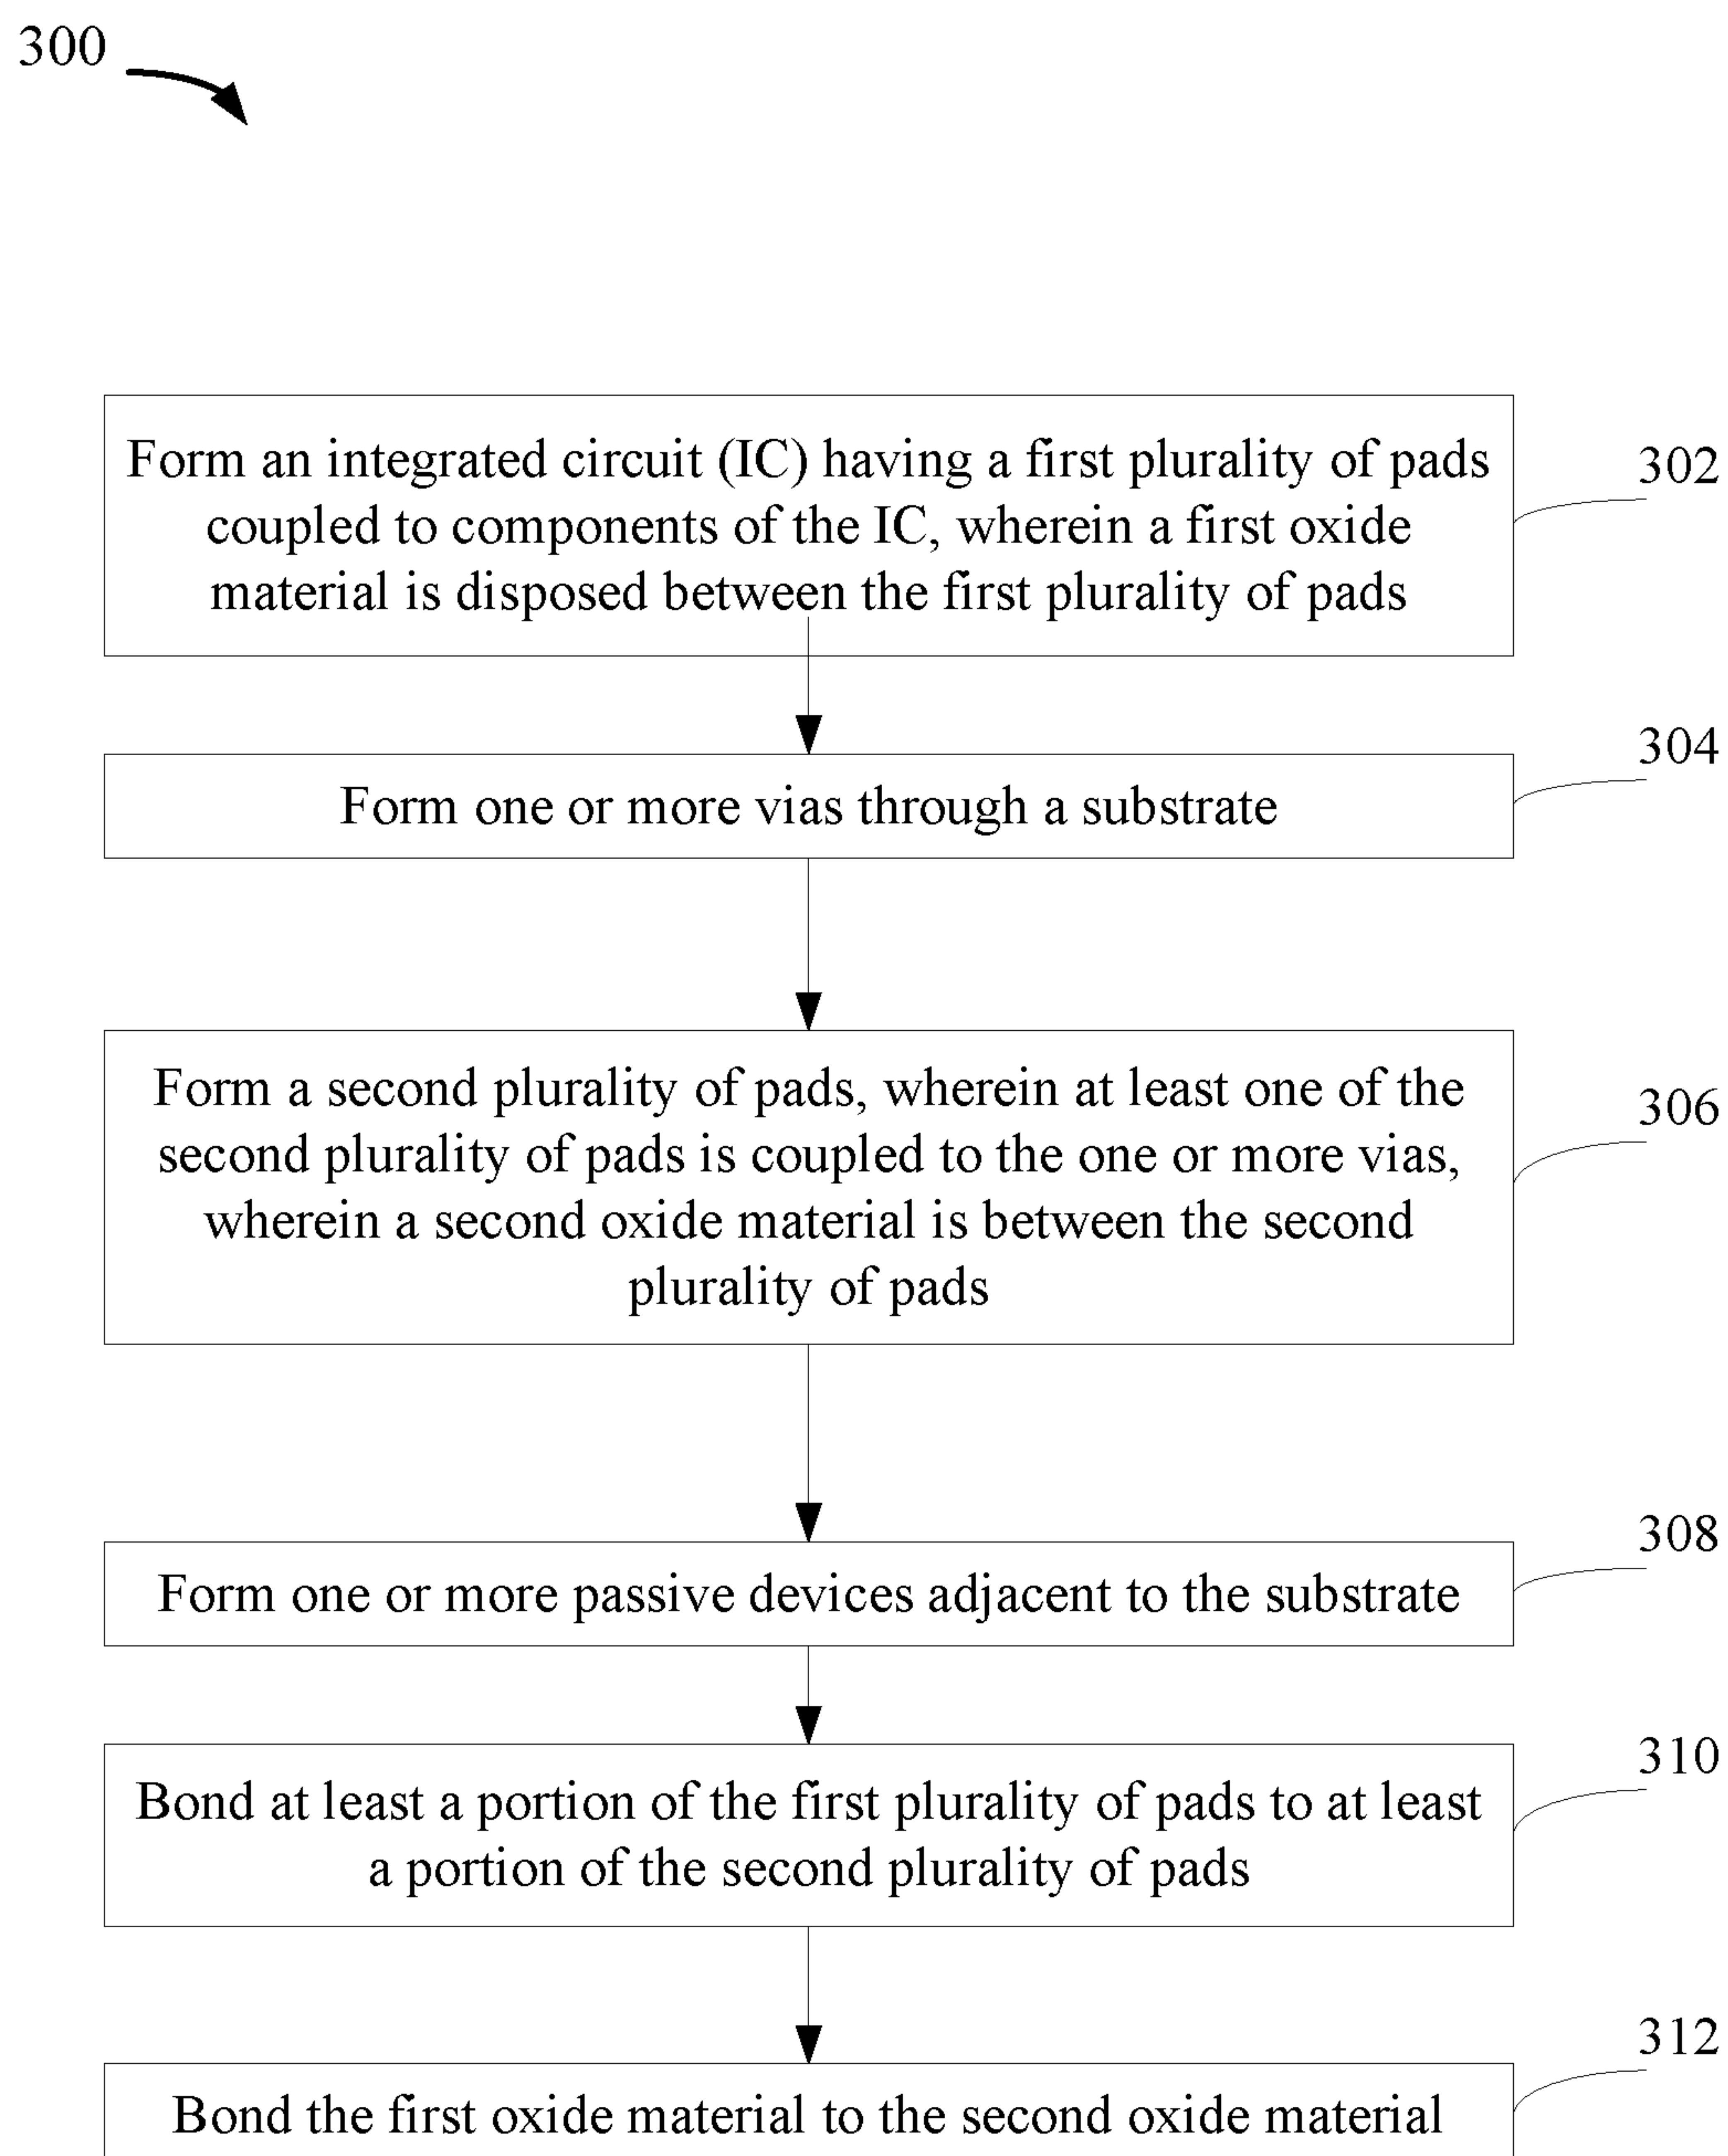 300
Form an integrated circuit (IC) having a first plurality of pads
coupled to components of the IC, wherein a first oxide
material is disposed between the first plurality of pads
302
Form one or more vias through a substrate
304
Form a second plurality of pads, wherein at least one of the
second plurality of pads is coupled to the one or more vias,
wherein a second oxide material is between the second
plurality of pads
306
Form one or more passive devices adjacent to the substrate
308
Bond at least a portion of the first plurality of pads to at least
a portion of the second plurality of pads
310
Bond the first oxide material to the second oxide material
312